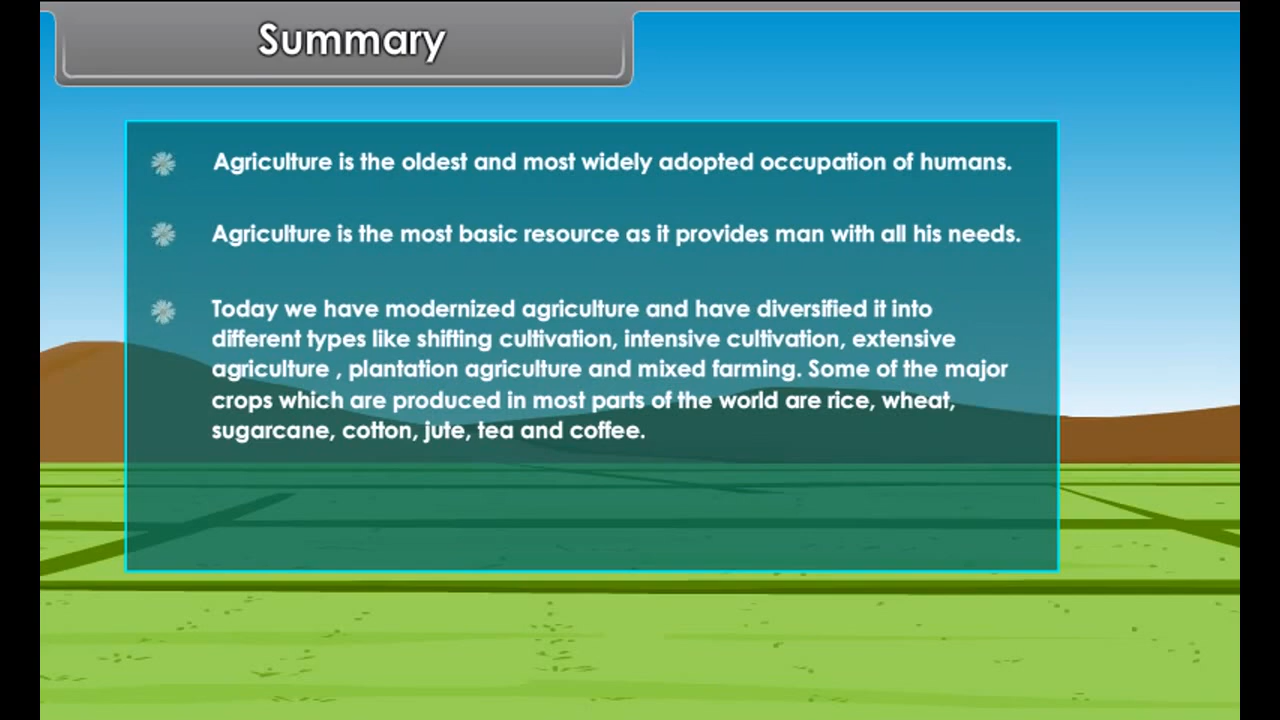 Summary
Agriculture is the oldest and most widely adopted occupation of humans.
Agriculture is the most basic resource as it provides man with all his needs.
Today we have modernized agriculture and have diversified it into
different types like shifting cultivation, intensive cultivation, extensive
agriculture , plantation agriculture and mixed farming. Some of the major
crops which are produced in most parts of the world are rice, wheat,
sugarcane, cotton, jute, tea and coffee.